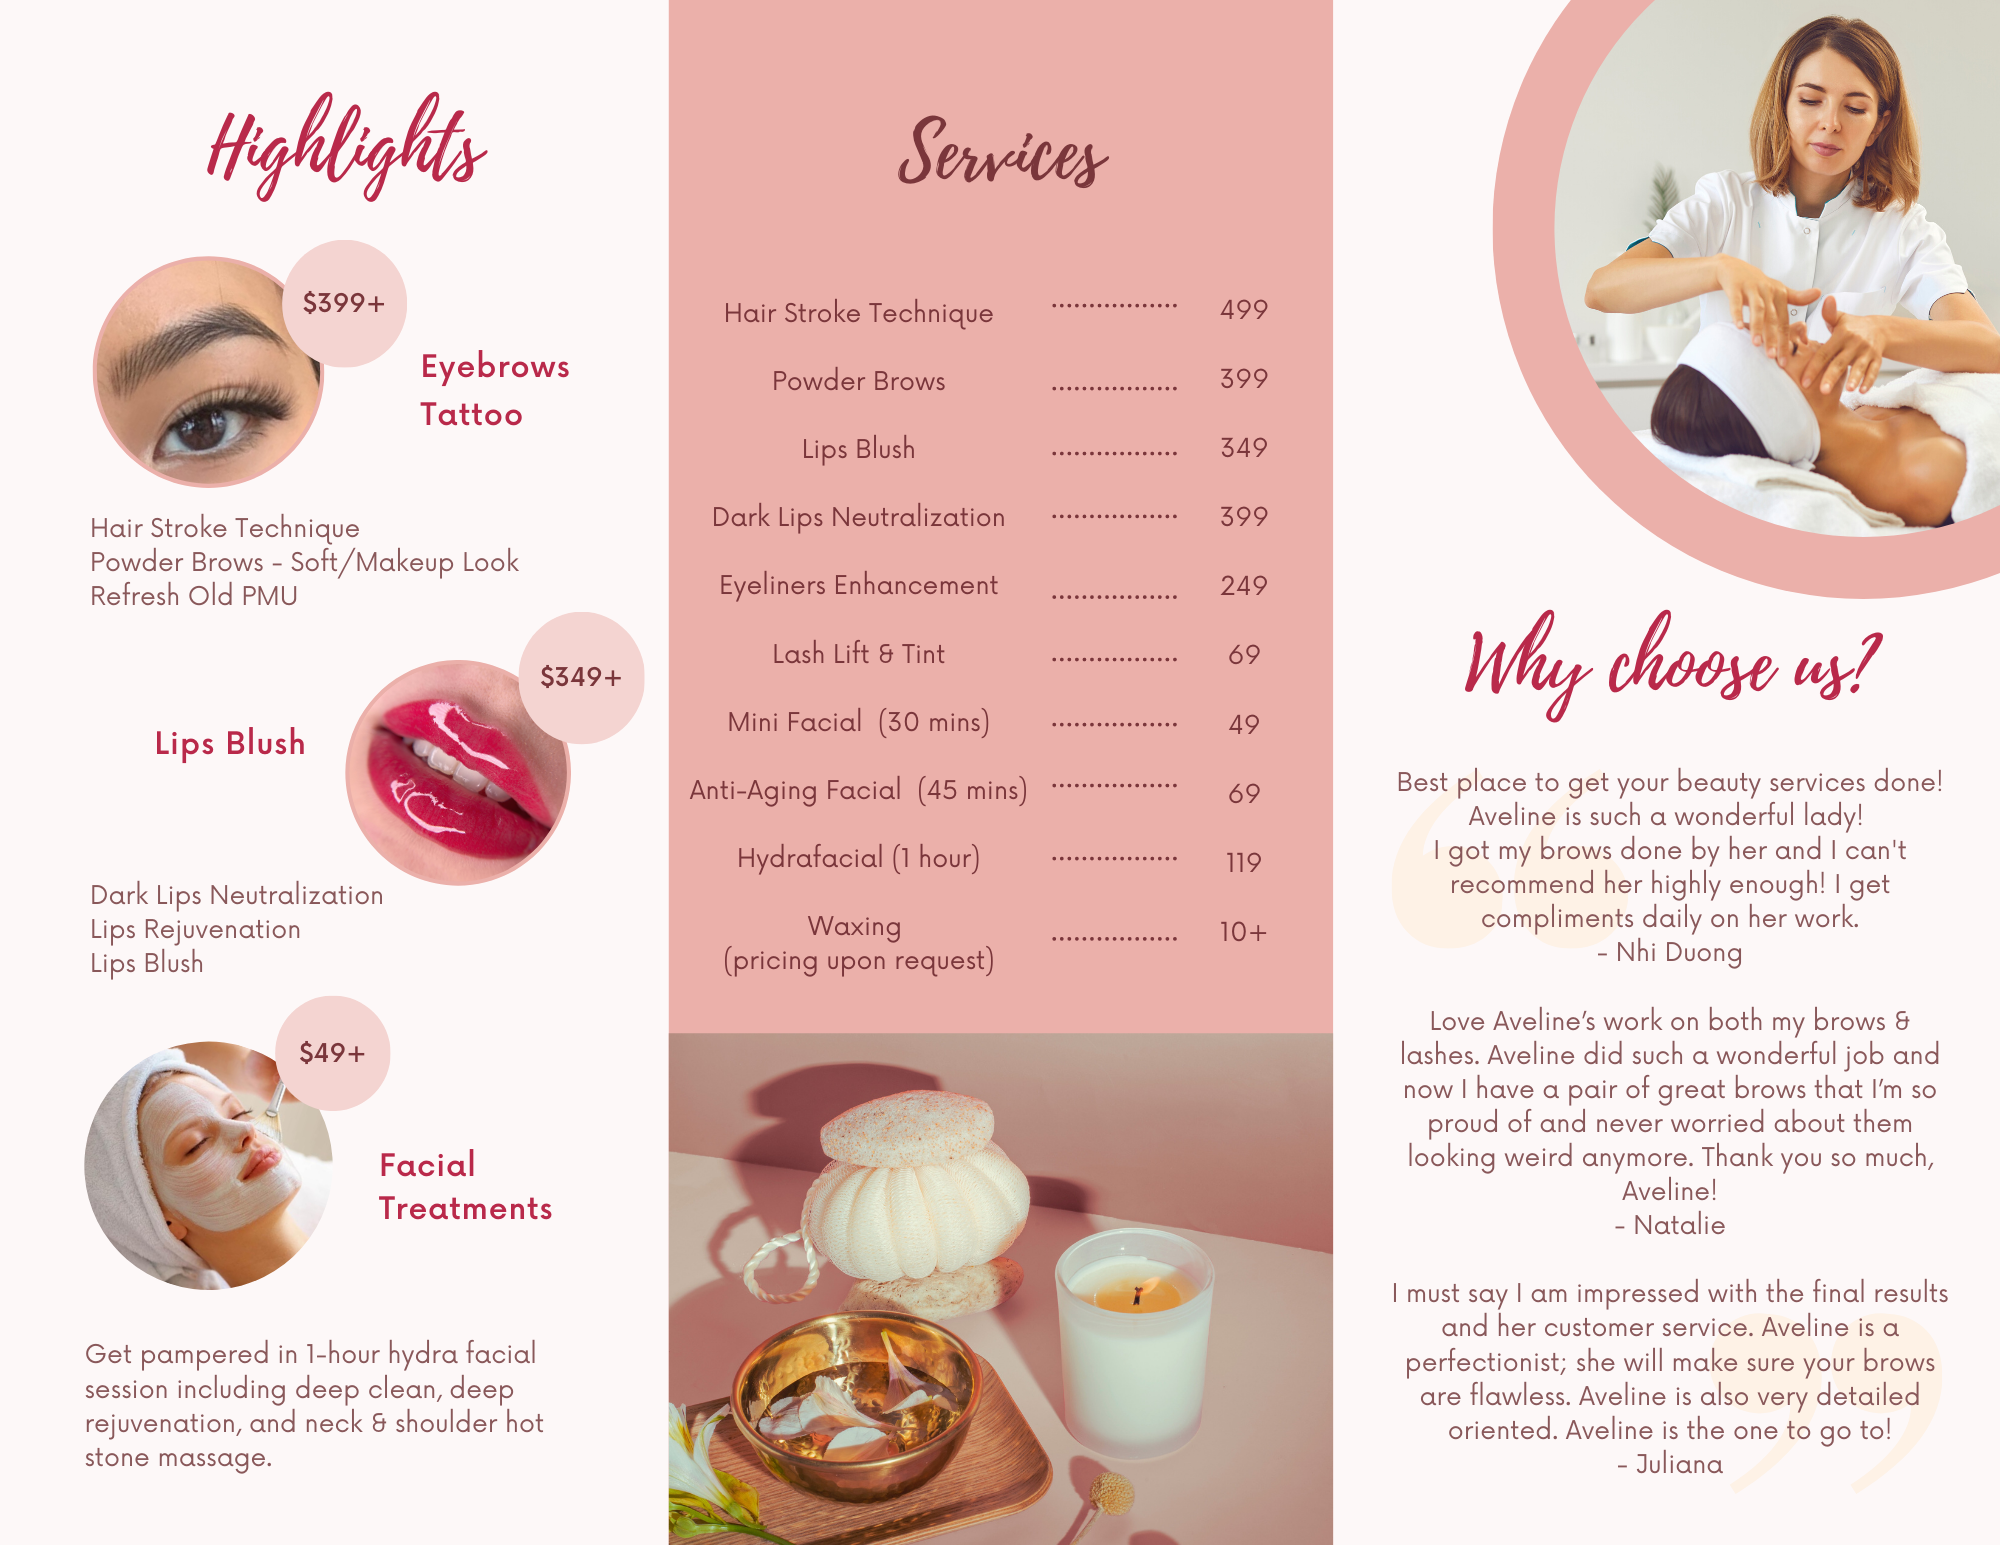 Highlights
$399+
Eyebrows
Tattoo
Hair Stroke Technique
Powder Brows - Soft/Makeup Look
Refresh Old PMU
$349+
Lips Blush
Dark Lips Neutralization
Lips Rejuvenation
Lips Blush
$49+
Facial
Treatments
Get pampered in 1-hour hydra facial
session including deep clean, deep
rejuvenation, and neck & shoulder hot
stone massage.
Services
Hair Stroke Technique ................. 499
Powder Brows ................. 399
Lips Blush ................. 349
Dark Lips Neutralization ................. 399
Eyeliners Enhancement ................. 249
Lash Lift & Tint ................. 69
Mini Facial (30 mins) ................. 49
Anti-Aging Facial (45 mins) ................. 69
Hydrafacial (1 hour) ................. 119
Waxing ................. 10+
(pricing upon request)
Why choose us?
Best place to get your beauty services done!
Aveline is such a wonderful lady!
I got my brows done by her and I can't
recommend her highly enough! I get
compliments daily on her work.
- Nhi Duong
Love Aveline’s work on both my brows &
lashes. Aveline did such a wonderful job and
now I have a pair of great brows that I’m so
proud of and never worried about them
looking weird anymore. Thank you so much,
Aveline!
- Natalie
I must say I am impressed with the final results
and her customer service. Aveline is a
perfectionist; she will make sure your brows
are flawless. Aveline is also very detailed
oriented. Aveline is the one to go to!
- Juliana